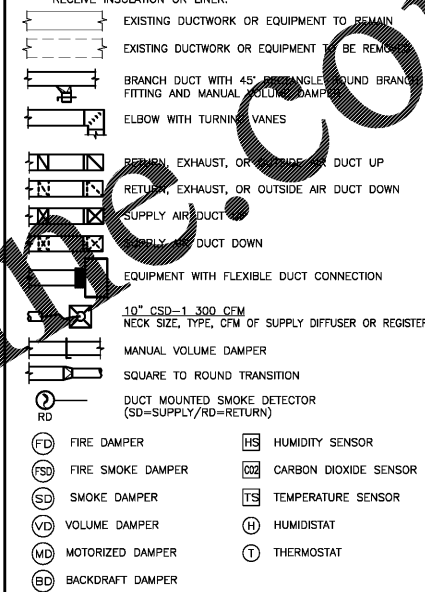 RECEIVE INSULATION OR LINER.
EXISTING DUCTWORK OR EQUIPMENT TO REMAIN
EXISTING DUCTWORK OR EQUIPMENT TO BE REMOVED
BRANCH DUCT WITH 45° RECTANGLE/ROUND BRANCH
FITTING AND MANUAL VOLUME DAMPER
ELBOW WITH TURNING VANES
RETURN, EXHAUST, OR OUTSIDE AIR DUCT UP
RETURN, EXHAUST, OR OUTSIDE AIR DUCT DOWN
SUPPLY AIR DUCT UP
SUPPLY AIR DUCT DOWN
EQUIPMENT WITH FLEXIBLE DUCT CONNECTION
10" CSD-1 300 CFM
NECK SIZE, TYPE, CFM OF SUPPLY DIFFUSER OR REGISTER
MANUAL VOLUME DAMPER
SQUARE TO ROUND TRANSITION
DUCT MOUNTED SMOKE DETECTOR
RD (SD=SUPPLY/RD=RETURN)
FD FIRE DAMPER
HS HUMIDITY SENSOR
FSD FIRE SMOKE DAMPER
CO2 CARBON DIOXIDE SENSOR
SD SMOKE DAMPER
TS TEMPERATURE SENSOR
VD VOLUME DAMPER
H HUMIDISTAT
MD MOTORIZED DAMPER
T THERMOSTAT
BD BACKDRAFT DAMPER
ne.co